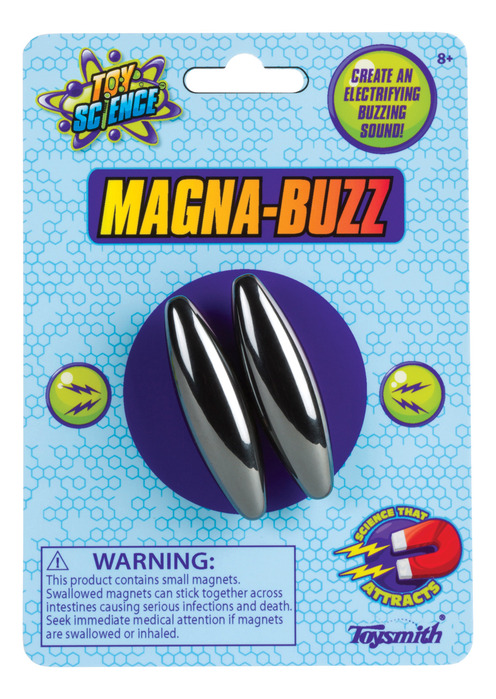 TOY
SCIENCE®
8+
CREATE AN
ELECTRIFYING
BUZZING
SOUND!
MAGNA-BUZZ
SCIENCE THAT
ATTRACTS
WARNING:
This product contains small magnets.
Swallowed magnets can stick together across
intestines causing serious infections and death.
Seek immediate medical attention if magnets
are swallowed or inhaled.
Toysmith®